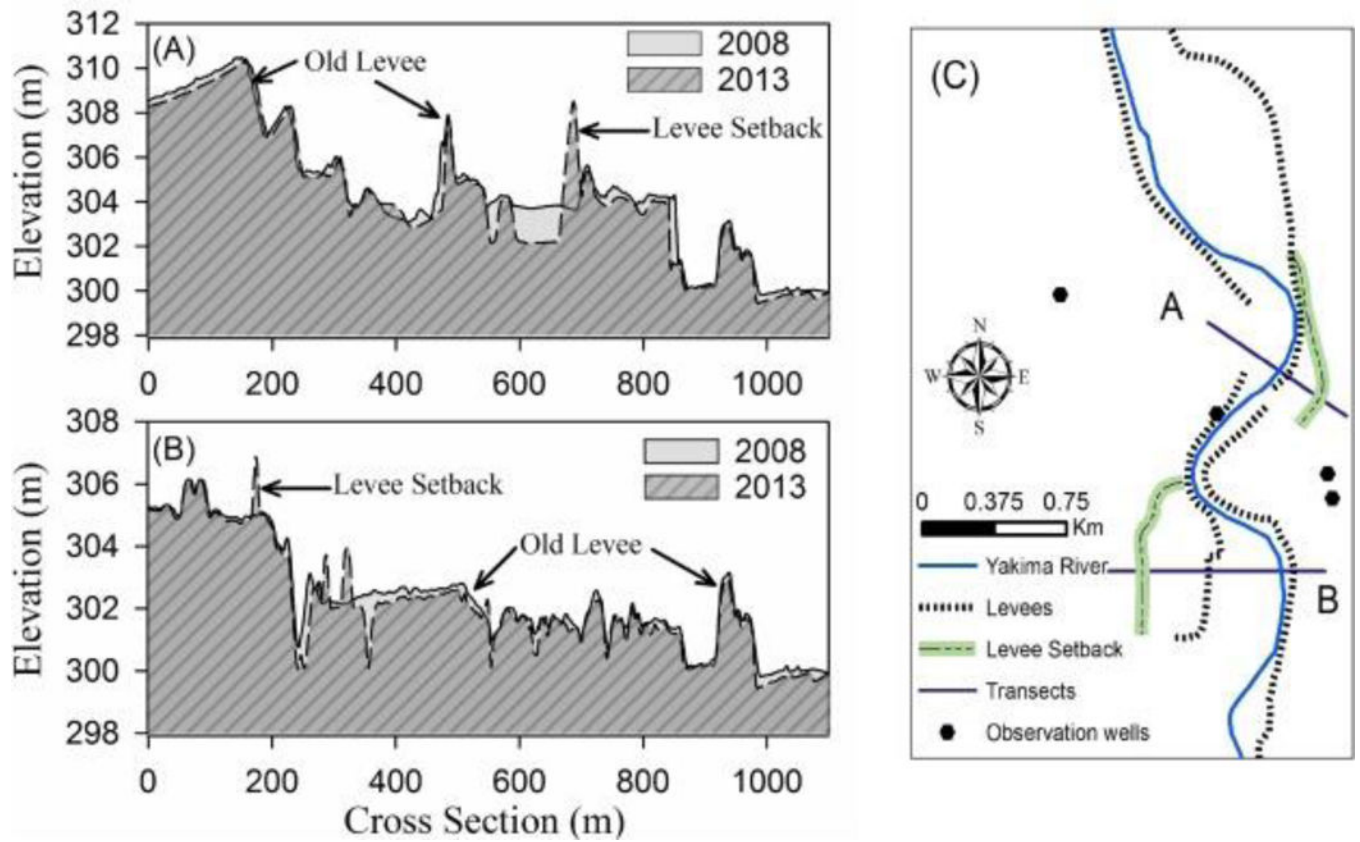 (A)
2008
2013
Old Levee
Levee Setback
Elevation (m)
312
310
308
306
304
302
300
298
0 200 400 600 800 1000
(B)
2008
2013
Levee Setback
Old Levee
Elevation (m)
308
306
304
302
300
298
0 200 400 600 800 1000
Cross Section (m)
(C)
A
N
W E
S
0 0.375 0.75
Km
Yakima River
Levees
B
Levee Setback
Transects
Observation wells